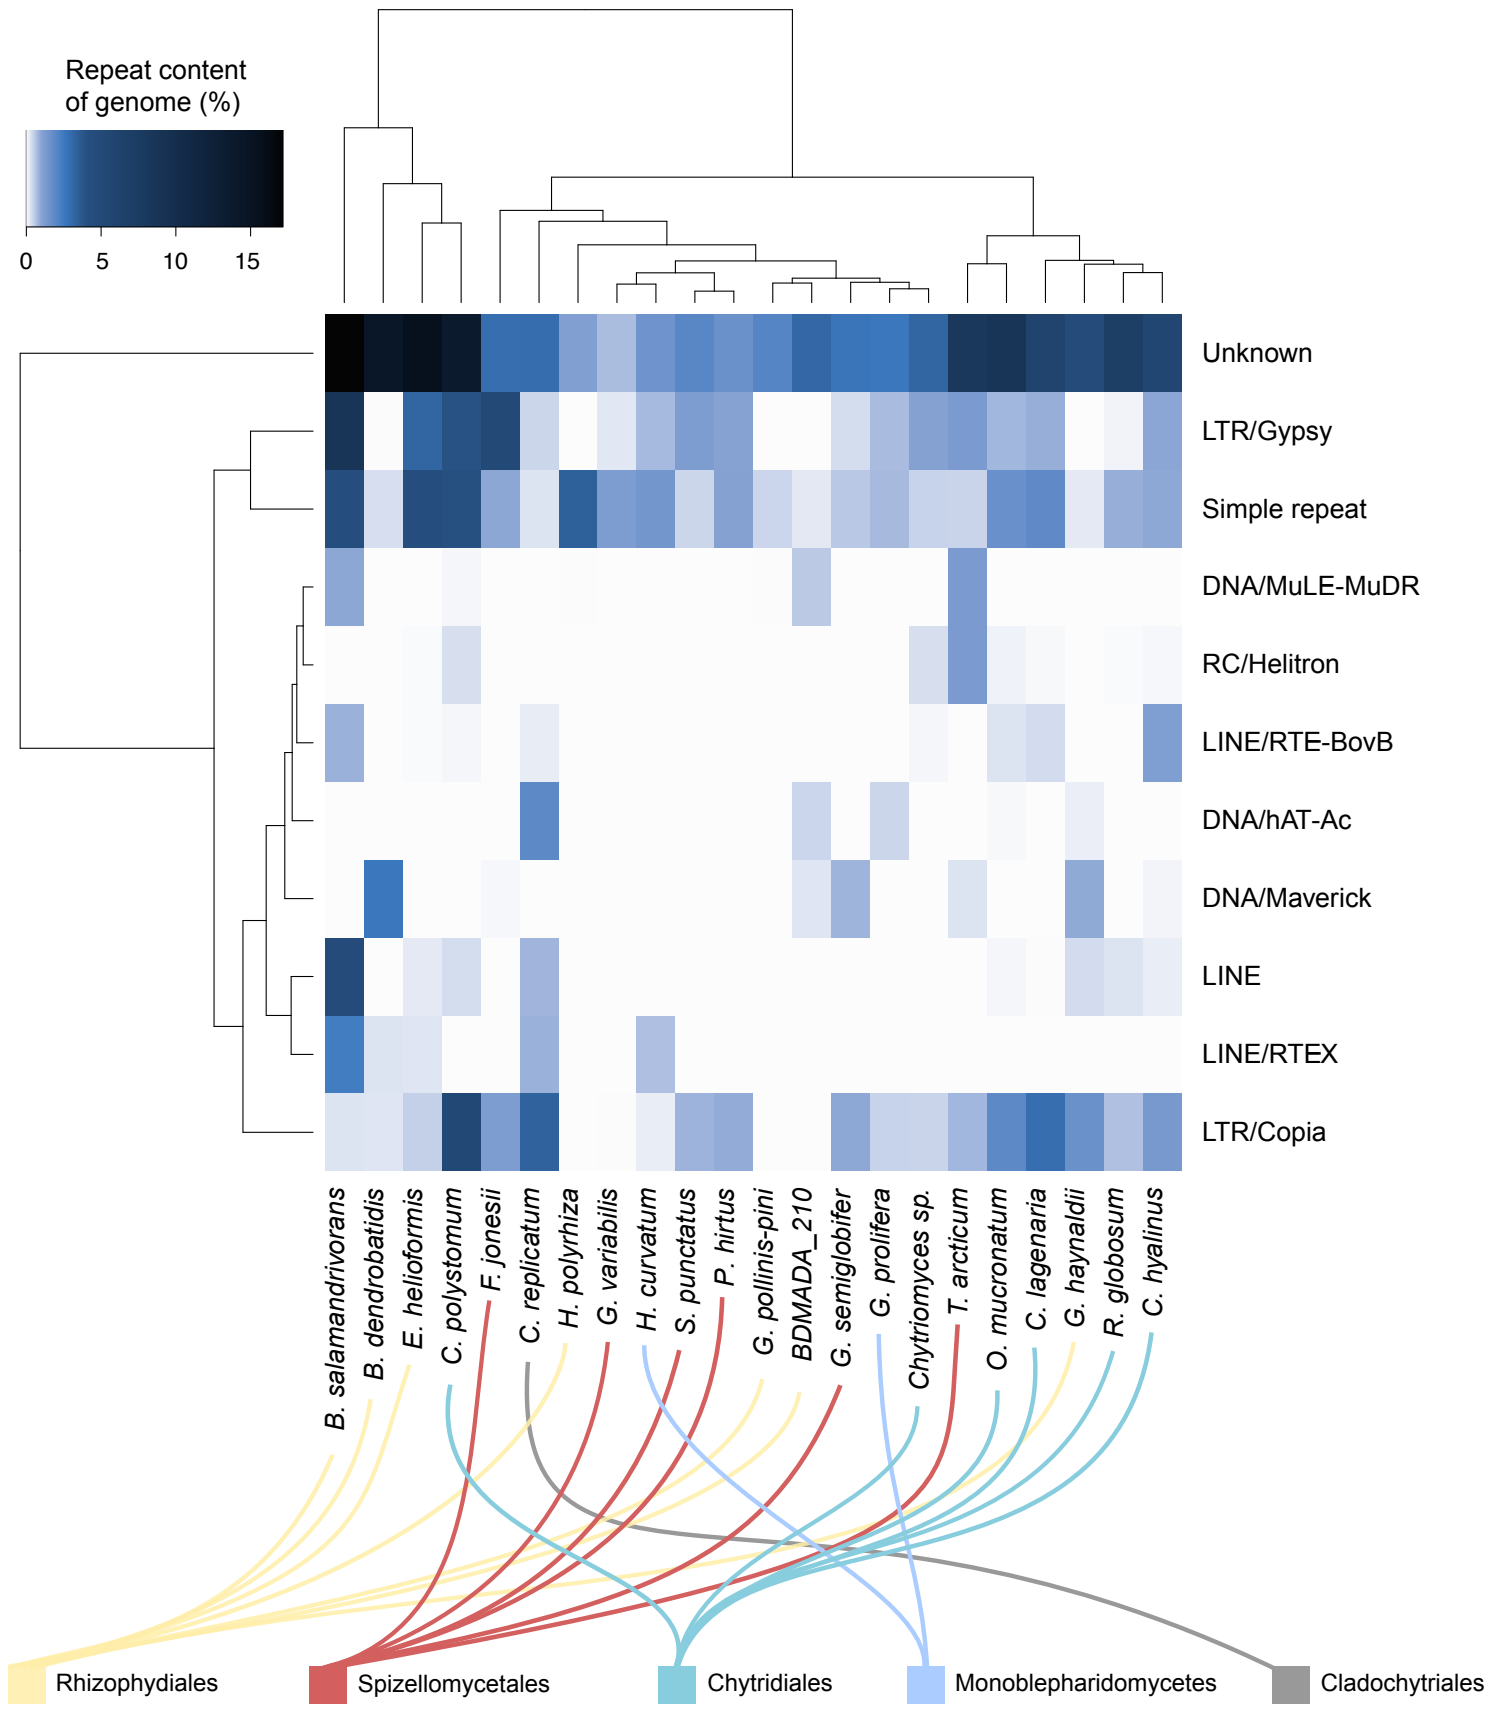 Repeat content
of genome (%)
0 5 10 15
Unknown
LTR/Gypsy
Simple repeat
DNA/MuLE-MuDR
RC/Helitron
LINE/RTE-BovB
DNA/hAT-Ac
DNA/Maverick
LINE
LINE/RTEX
LTR/Copia
B. salamandrivorans
B. dendrobatidis
E. helioformis
C. polystomum
F. jonesii
C. replicatum
H. polyrhiza
G. variabilis
H. curvatum
S. punctatus
P. hirtus
G. pollinis-pini
BDMADA_210
G. semiglobifer
G. prolifera
Chytriomyces sp.
T. arcticum
O. mucronatum
C. lagenaria
G. haynaldii
R. globosum
C. hyalinus
Rhizophydiales
Spizellomycetales
Chytridiales
Monoblepharidomycetes
Cladochytriales